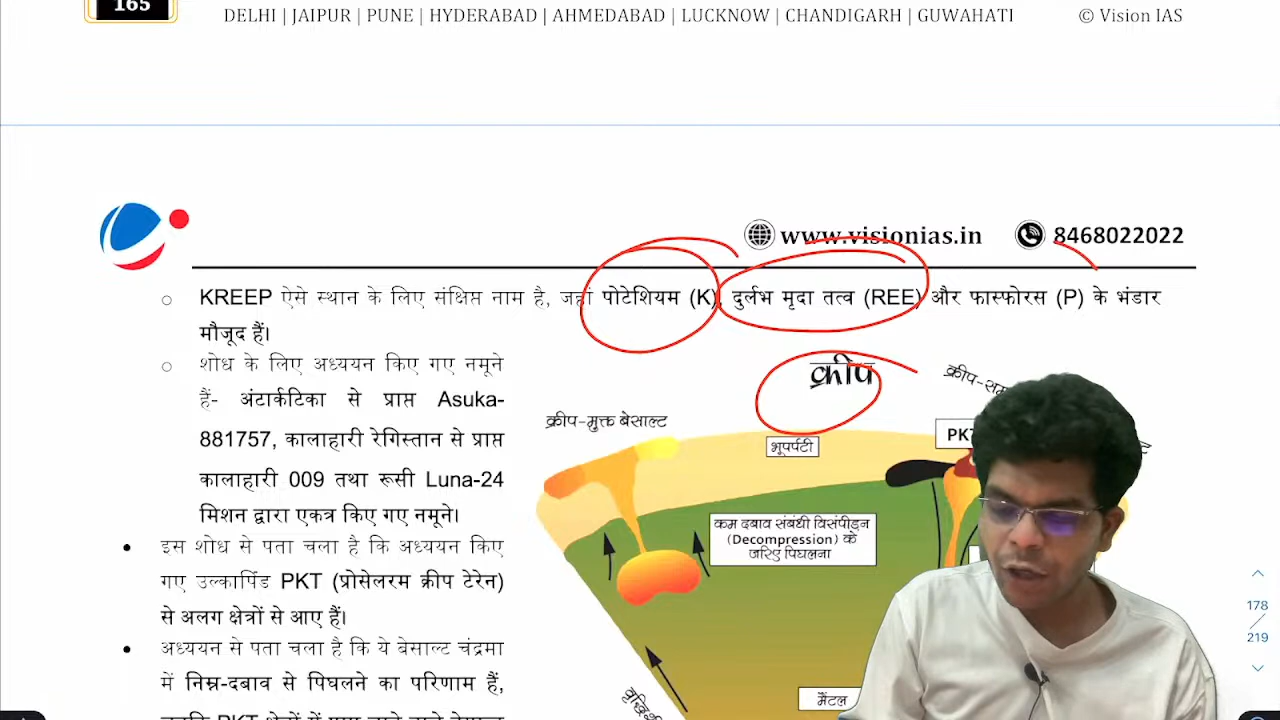 165
DELHI | JAIPUR | PUNE | HYDERABAD | AHMEDABAD | LUCKNOW | CHANDIGARH | GUWAHATI © Vision IAS
www.visionias.in 8468022022
○ KREEP ऐसे स्थान के लिए संक्षिप्त नाम है, जहां पोटेशियम (K), दुर्लभ मृदा तत्व (REE) और फास्फोरस (P) के भंडार
मौजूद हैं।
○ शोध के लिए अध्ययन किए गए नमूने
हैं- अंटार्कटिका से प्राप्त Asuka-
881757, कालाहारी रेगिस्तान से प्राप्त
कालाहारी 009 तथा रूसी Luna-24
मिशन द्वारा एकत्र किए गए नमूने।
• इस शोध से पता चला है कि अध्ययन किए
गए उल्कापिंड PKT (प्रोसेलरम क्रीप टेरेन)
से अलग क्षेत्रों से आए हैं।
• अध्ययन से पता चला है कि ये बेसाल्ट चंद्रमा
में निम्न-दबाव से पिघलने का परिणाम हैं,
क्रीप
क्रीप-मुक्त बेसाल्ट
भूपर्पटी
PKT
कम दबाव संबंधी विसंपीडन
(Decompression) के
जरिए पिघलना
मैंटल
178
219